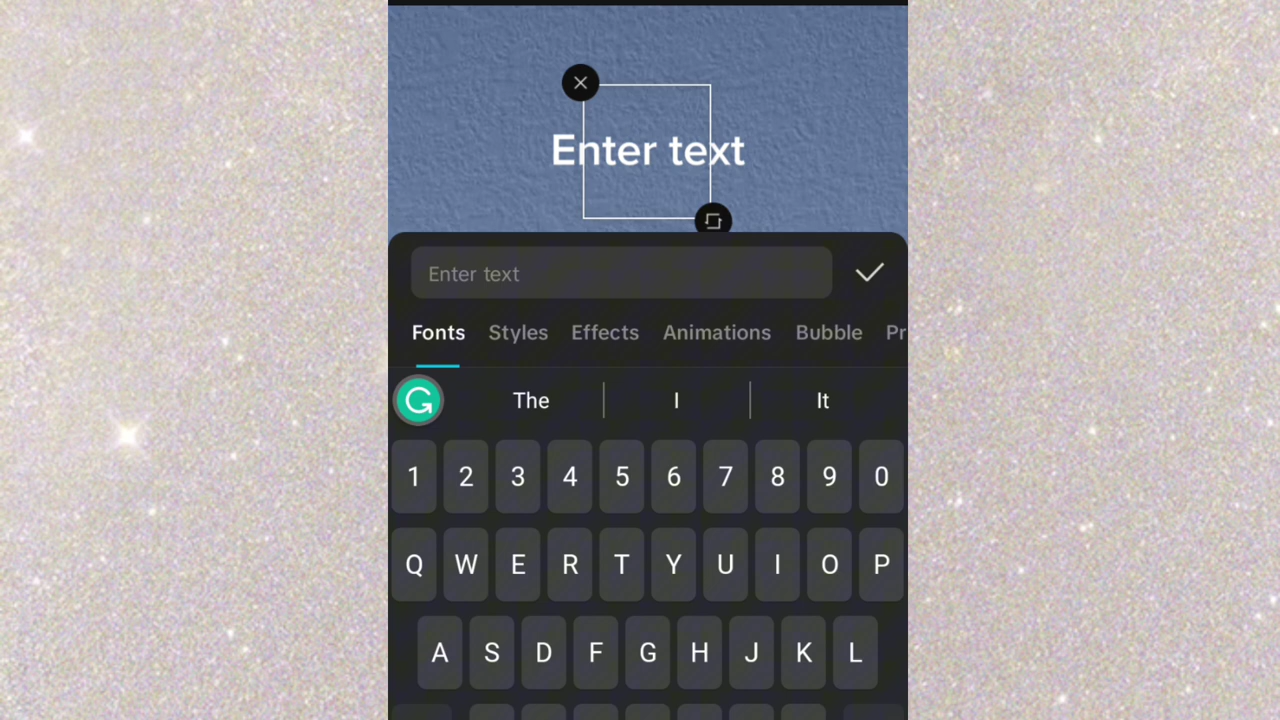 Enter text
Enter text
Fonts Styles Effects Animations Bubble Pr
The I It
1 2 3 4 5 6 7 8 9 0
Q W E R T Y U I O P
A S D F G H J K L